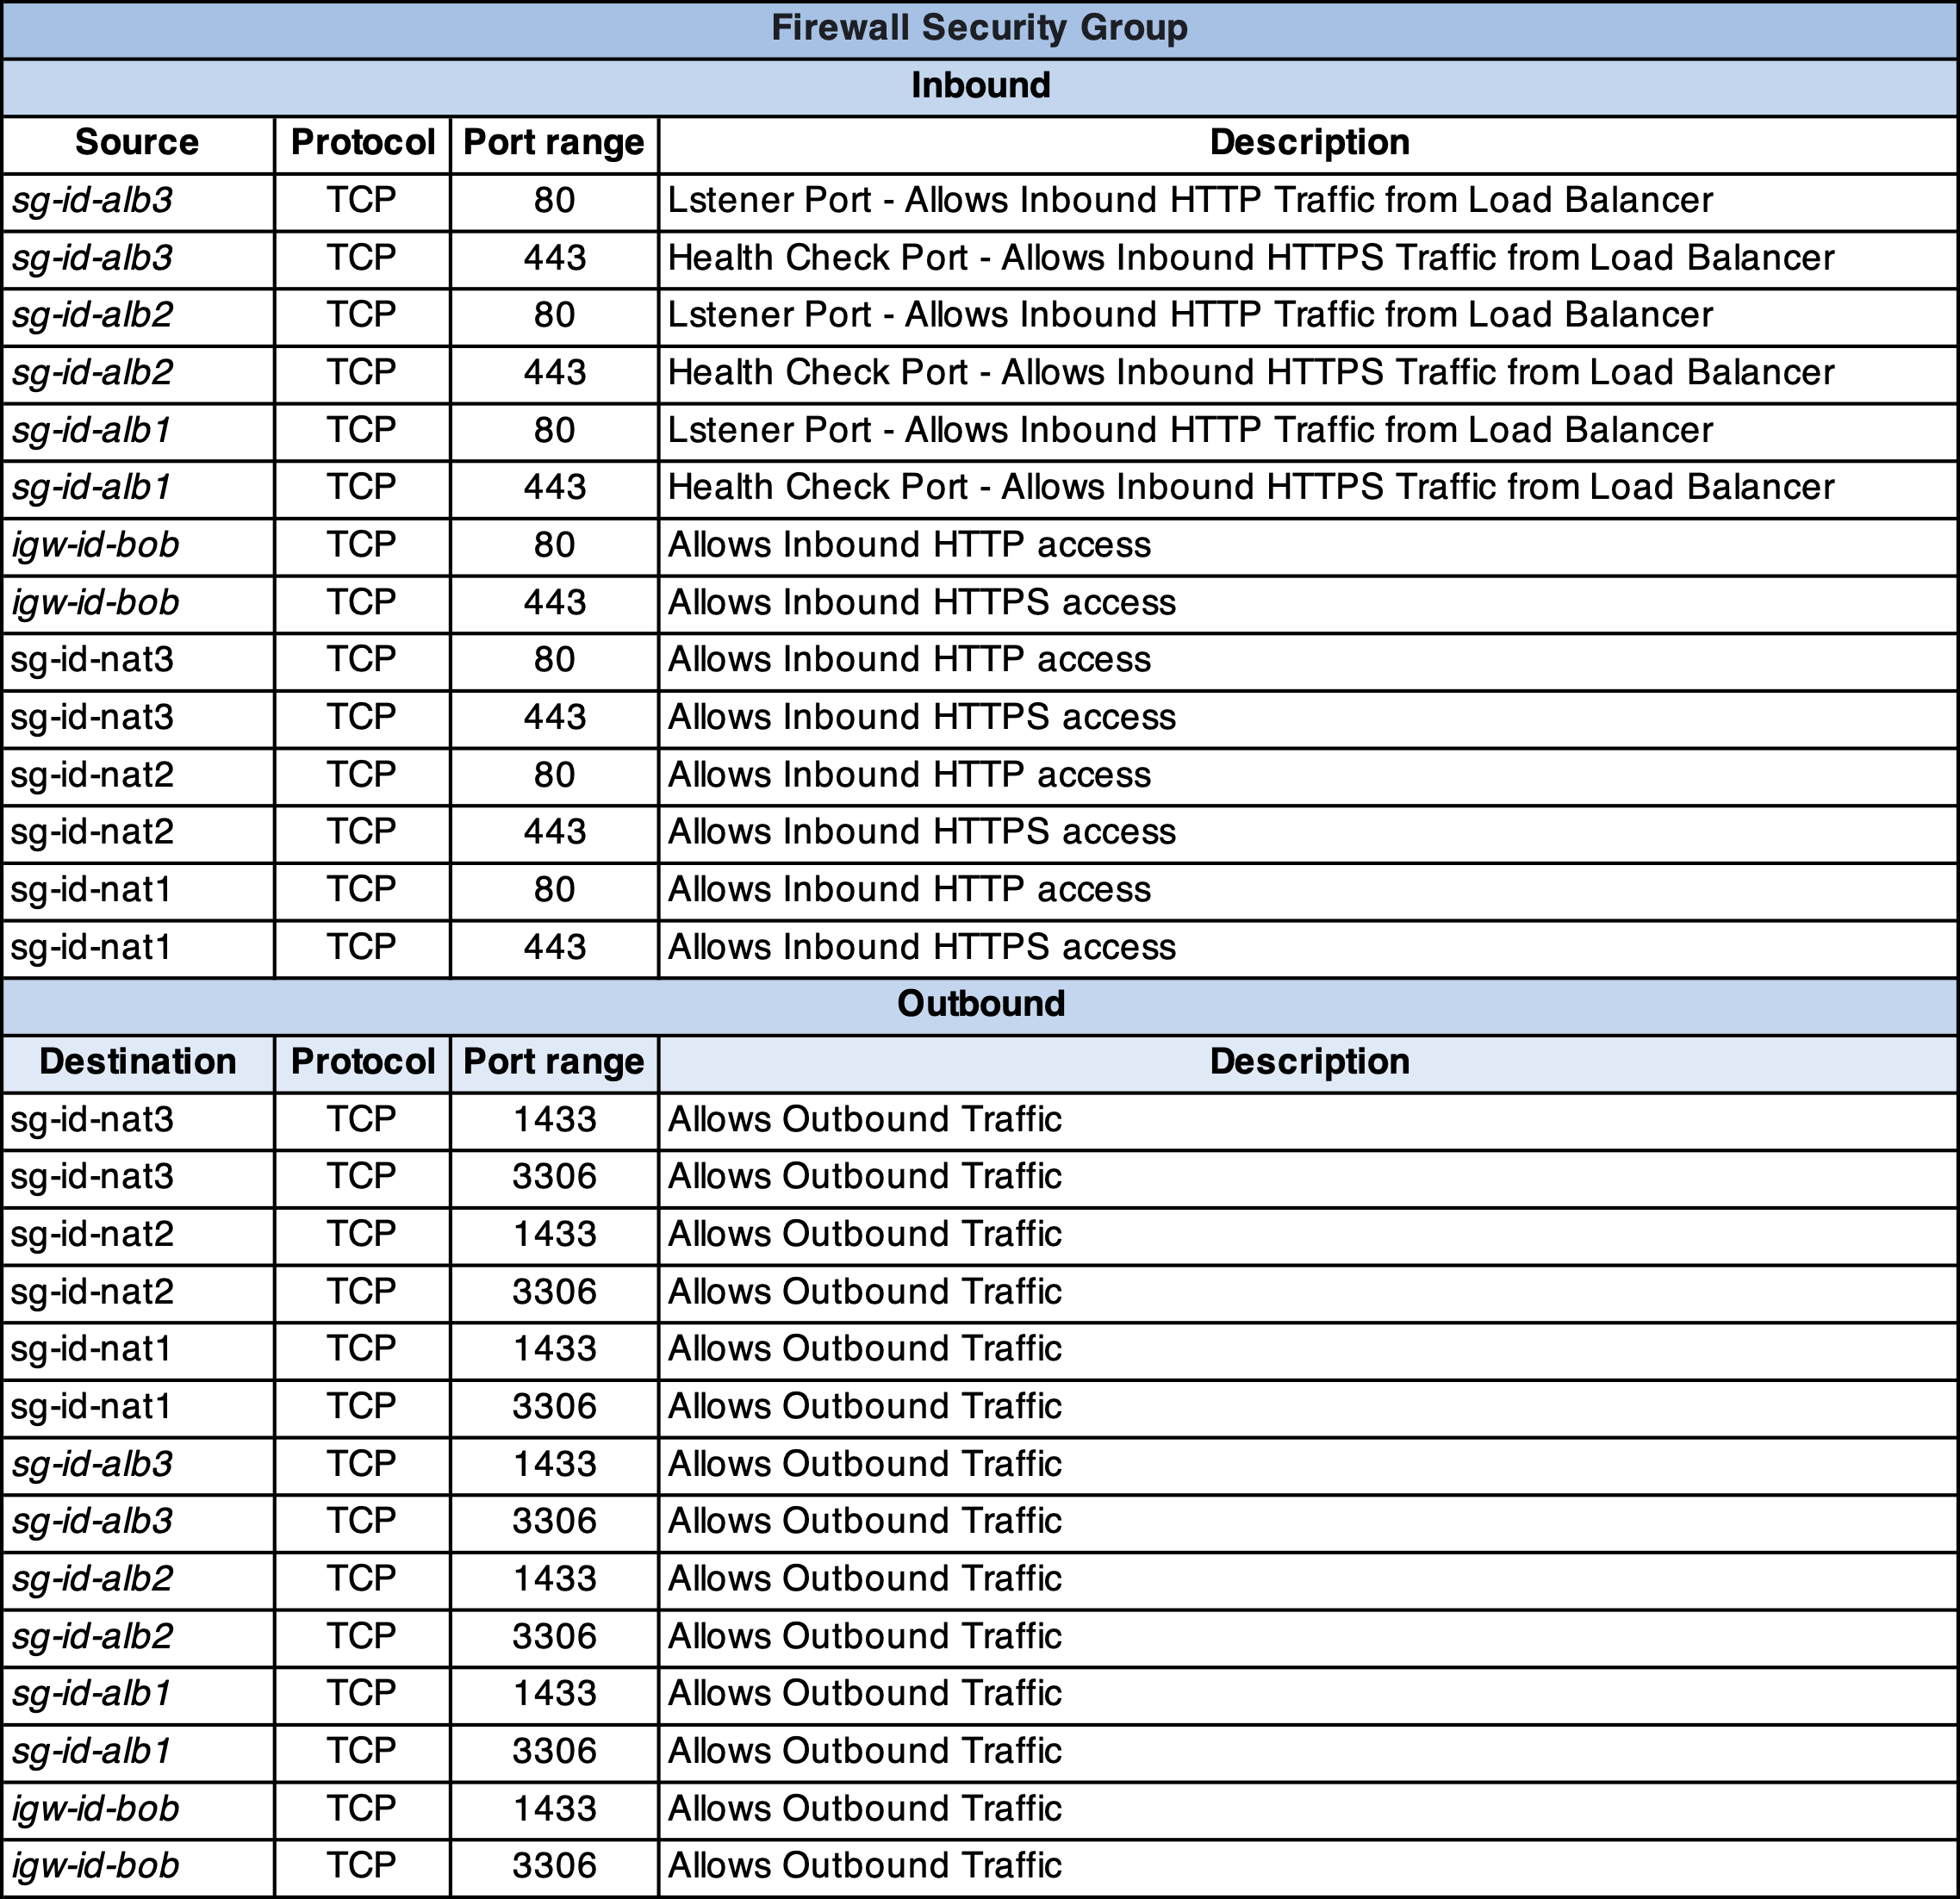 Firewall Security Group
Inbound
Source Protocol Port range Description
sg-id-alb3 TCP 80 Lstener Port - Allows Inbound HTTP Traffic from Load Balancer
sg-id-alb3 TCP 443 Health Check Port - Allows Inbound HTTPS Traffic from Load Balancer
sg-id-alb2 TCP 80 Lstener Port - Allows Inbound HTTP Traffic from Load Balancer
sg-id-alb2 TCP 443 Health Check Port - Allows Inbound HTTPS Traffic from Load Balancer
sg-id-alb1 TCP 80 Lstener Port - Allows Inbound HTTP Traffic from Load Balancer
sg-id-alb1 TCP 443 Health Check Port - Allows Inbound HTTPS Traffic from Load Balancer
igw-id-bob TCP 80 Allows Inbound HTTP access
igw-id-bob TCP 443 Allows Inbound HTTPS access
sg-id-nat3 TCP 80 Allows Inbound HTTP access
sg-id-nat3 TCP 443 Allows Inbound HTTPS access
sg-id-nat2 TCP 80 Allows Inbound HTTP access
sg-id-nat2 TCP 443 Allows Inbound HTTPS access
sg-id-nat1 TCP 80 Allows Inbound HTTP access
sg-id-nat1 TCP 443 Allows Inbound HTTPS access
Outbound
Destination Protocol Port range Description
sg-id-nat3 TCP 1433 Allows Outbound Traffic
sg-id-nat3 TCP 3306 Allows Outbound Traffic
sg-id-nat2 TCP 1433 Allows Outbound Traffic
sg-id-nat2 TCP 3306 Allows Outbound Traffic
sg-id-nat1 TCP 1433 Allows Outbound Traffic
sg-id-nat1 TCP 3306 Allows Outbound Traffic
sg-id-alb3 TCP 1433 Allows Outbound Traffic
sg-id-alb3 TCP 3306 Allows Outbound Traffic
sg-id-alb2 TCP 1433 Allows Outbound Traffic
sg-id-alb2 TCP 3306 Allows Outbound Traffic
sg-id-alb1 TCP 1433 Allows Outbound Traffic
sg-id-alb1 TCP 3306 Allows Outbound Traffic
igw-id-bob TCP 1433 Allows Outbound Traffic
igw-id-bob TCP 3306 Allows Outbound Traffic